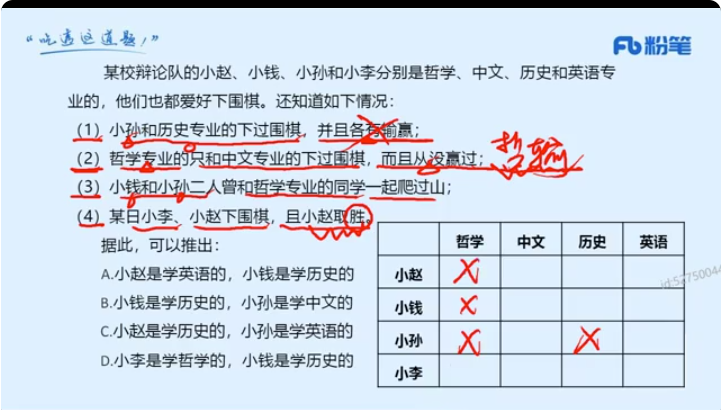 “吃透这道题！”
粉笔
某校辩论队的小赵、小钱、小孙和小李分别是哲学、中文、历史和英语专
业的，他们也都爱好下围棋。还知道如下情况：
（1）小孙和历史专业的下过围棋，并且各有输赢；
（2）哲学专业的只和中文专业的下过围棋，而且从没赢过；
哲输
（3）小钱和小孙二人曾和哲学专业的同学一起爬过山；
（4）某日小李、小赵下围棋，且小赵取胜。
据此，可以推出：
A.小赵是学英语的，小钱是学历史的
B.小钱是学历史的，小孙是学中文的
C.小赵是学历史的，小孙是学英语的
D.小李是学哲学的，小钱是学历史的
哲学 中文 历史 英语
小赵 X
小钱 X
小孙 X X
小李
id:52750044